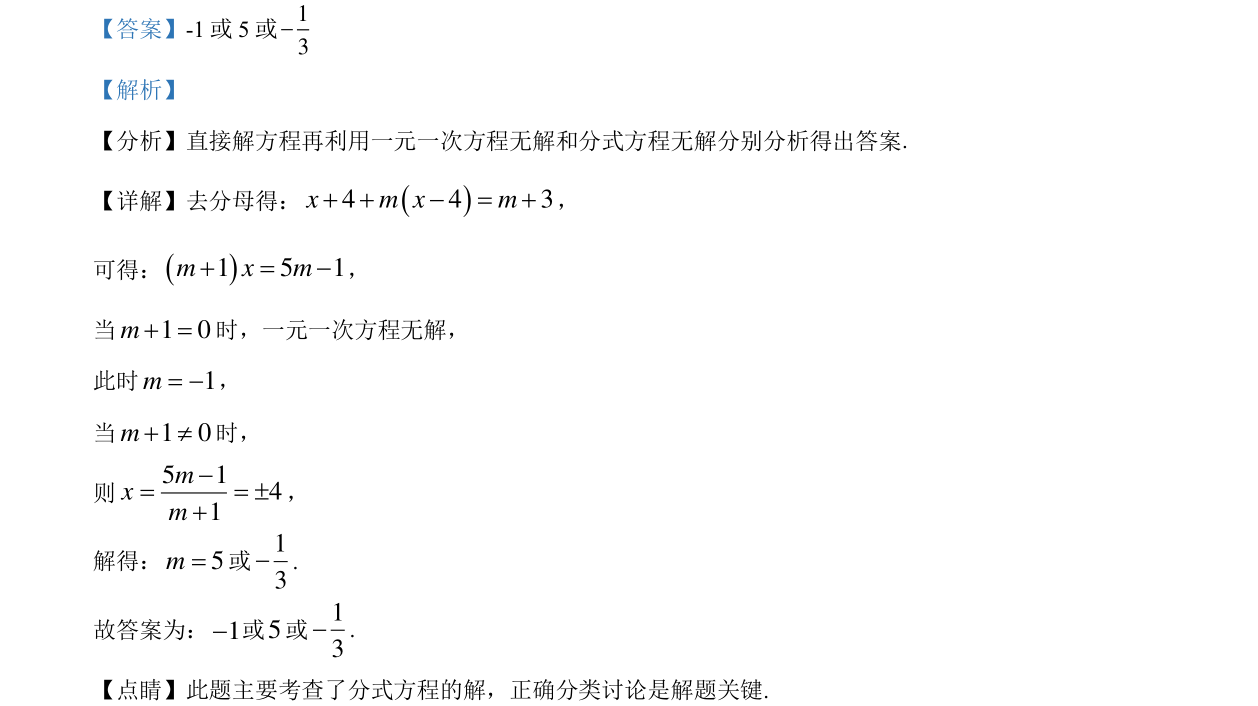 【答案】-1 或 5 或 $-\frac{1}{3}$
【解析】
【分析】直接解方程再利用一元一次方程无解和分式方程无解分别分析得出答案.
【详解】去分母得：$x+4+m(x-4)=m+3$，
可得：$(m+1)x=5m-1$，
当$m+1=0$时，一元一次方程无解，
此时$m=-1$，
当$m+1\neq 0$时，
则$x=\frac{5m-1}{m+1}=\pm 4$，
解得：$m=5$或$-\frac{1}{3}$.
故答案为：$-1$或$5$或$-\frac{1}{3}$.
【点睛】此题主要考查了分式方程的解，正确分类讨论是解题关键.